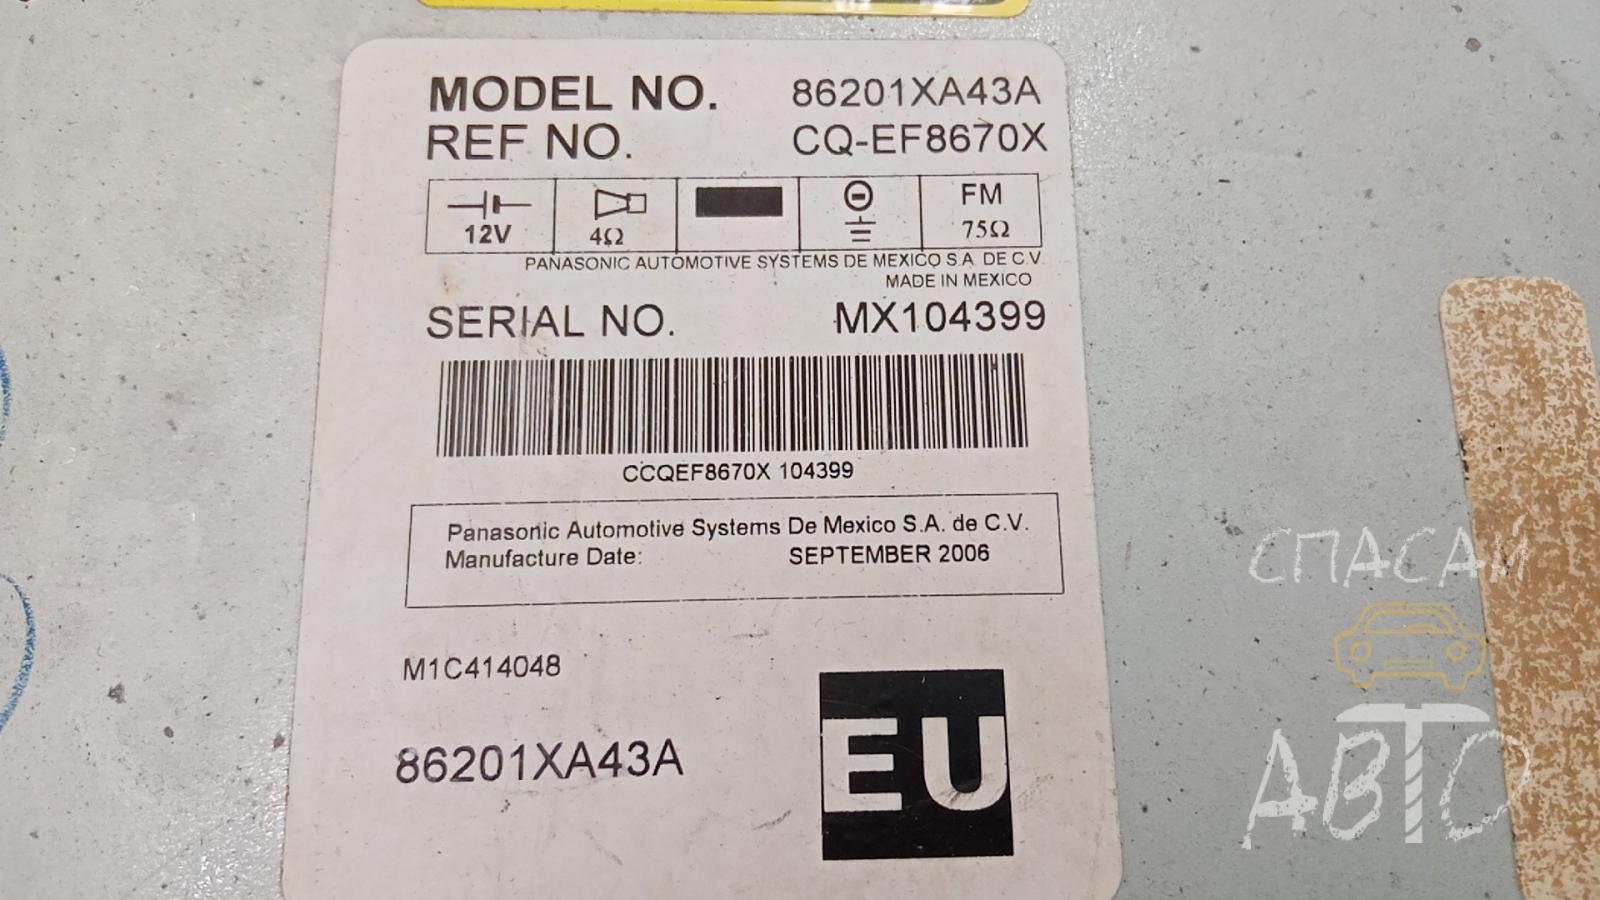 MODEL NO. 86201XA43A
REF NO. CQ-EF8670X
12V 4Ω FM 75Ω
PANASONIC AUTOMOTIVE SYSTEMS DE MEXICO S.A. DE C.V.
MADE IN MEXICO
SERIAL NO. MX104399
CCQEF8670X 104399
Panasonic Automotive Systems De Mexico S.A. de C.V.
Manufacture Date: SEPTEMBER 2006
M1C414048
86201XA43A
EU
СПАСАЙ
АВТО